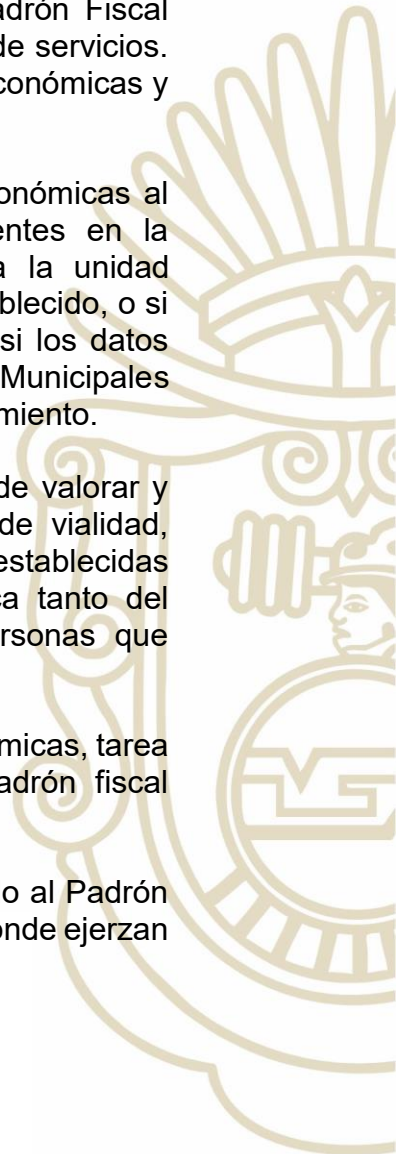 adrón Fiscal
de servicios.
conómicas y
onómicas al
entes en la
a la unidad
blecido, o si
si los datos
Municipales
miento.
de valorar y
de vialidad,
establecidas
ca tanto del
ersonas que
micas, tarea
adrón fiscal
o al Padrón
onde ejerzan